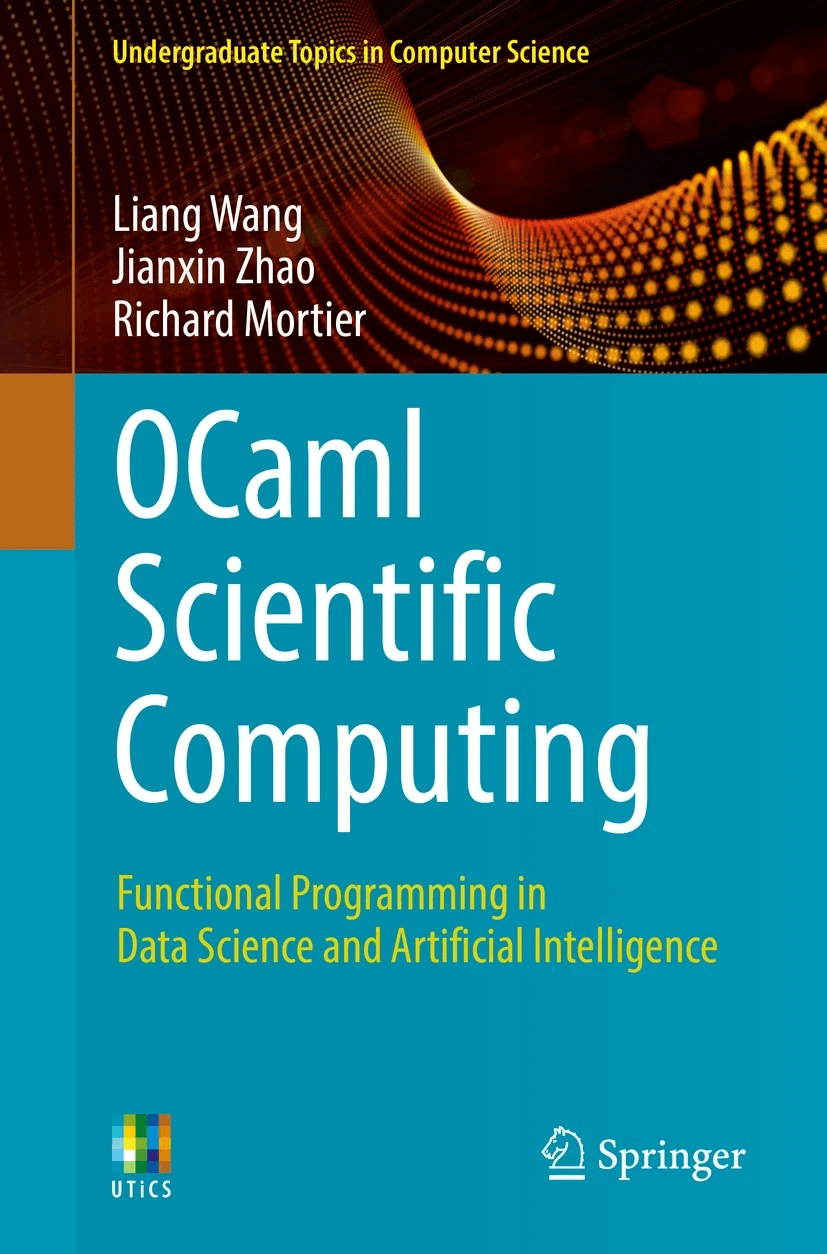 Undergraduate Topics in Computer Science
Liang Wang
Jianxin Zhao
Richard Mortier
OCaml
Scientific
Computing
Functional Programming in
Data Science and Artificial Intelligence
UTiCS
Springer